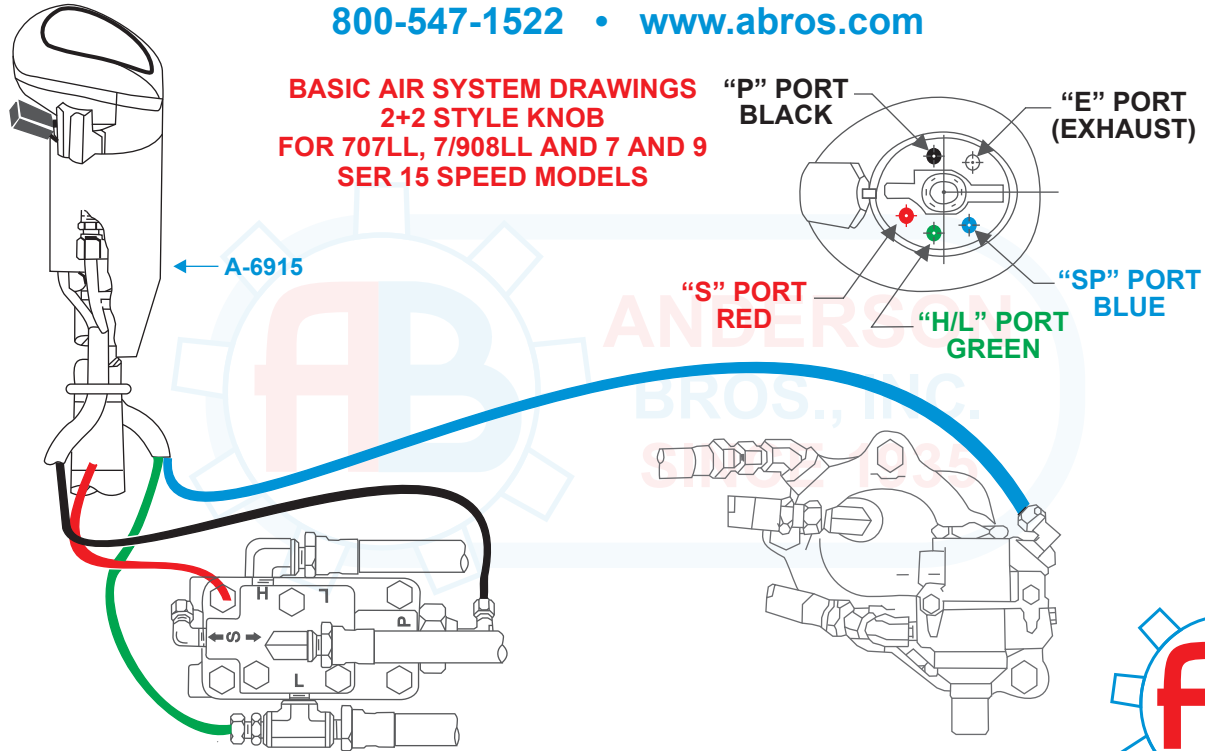 800-547-1522 • www.abros.com
BASIC AIR SYSTEM DRAWINGS
2+2 STYLE KNOB
FOR 707LL, 7/908LL AND 7 AND 9
SER 15 SPEED MODELS
“P” PORT
BLACK
“E” PORT
(EXHAUST)
A-6915
“S” PORT
RED
“H/L” PORT
GREEN
“SP” PORT
BLUE
AB
ANDERSON
BROS., INC.
SINCE 1935
H
L
S
P
L